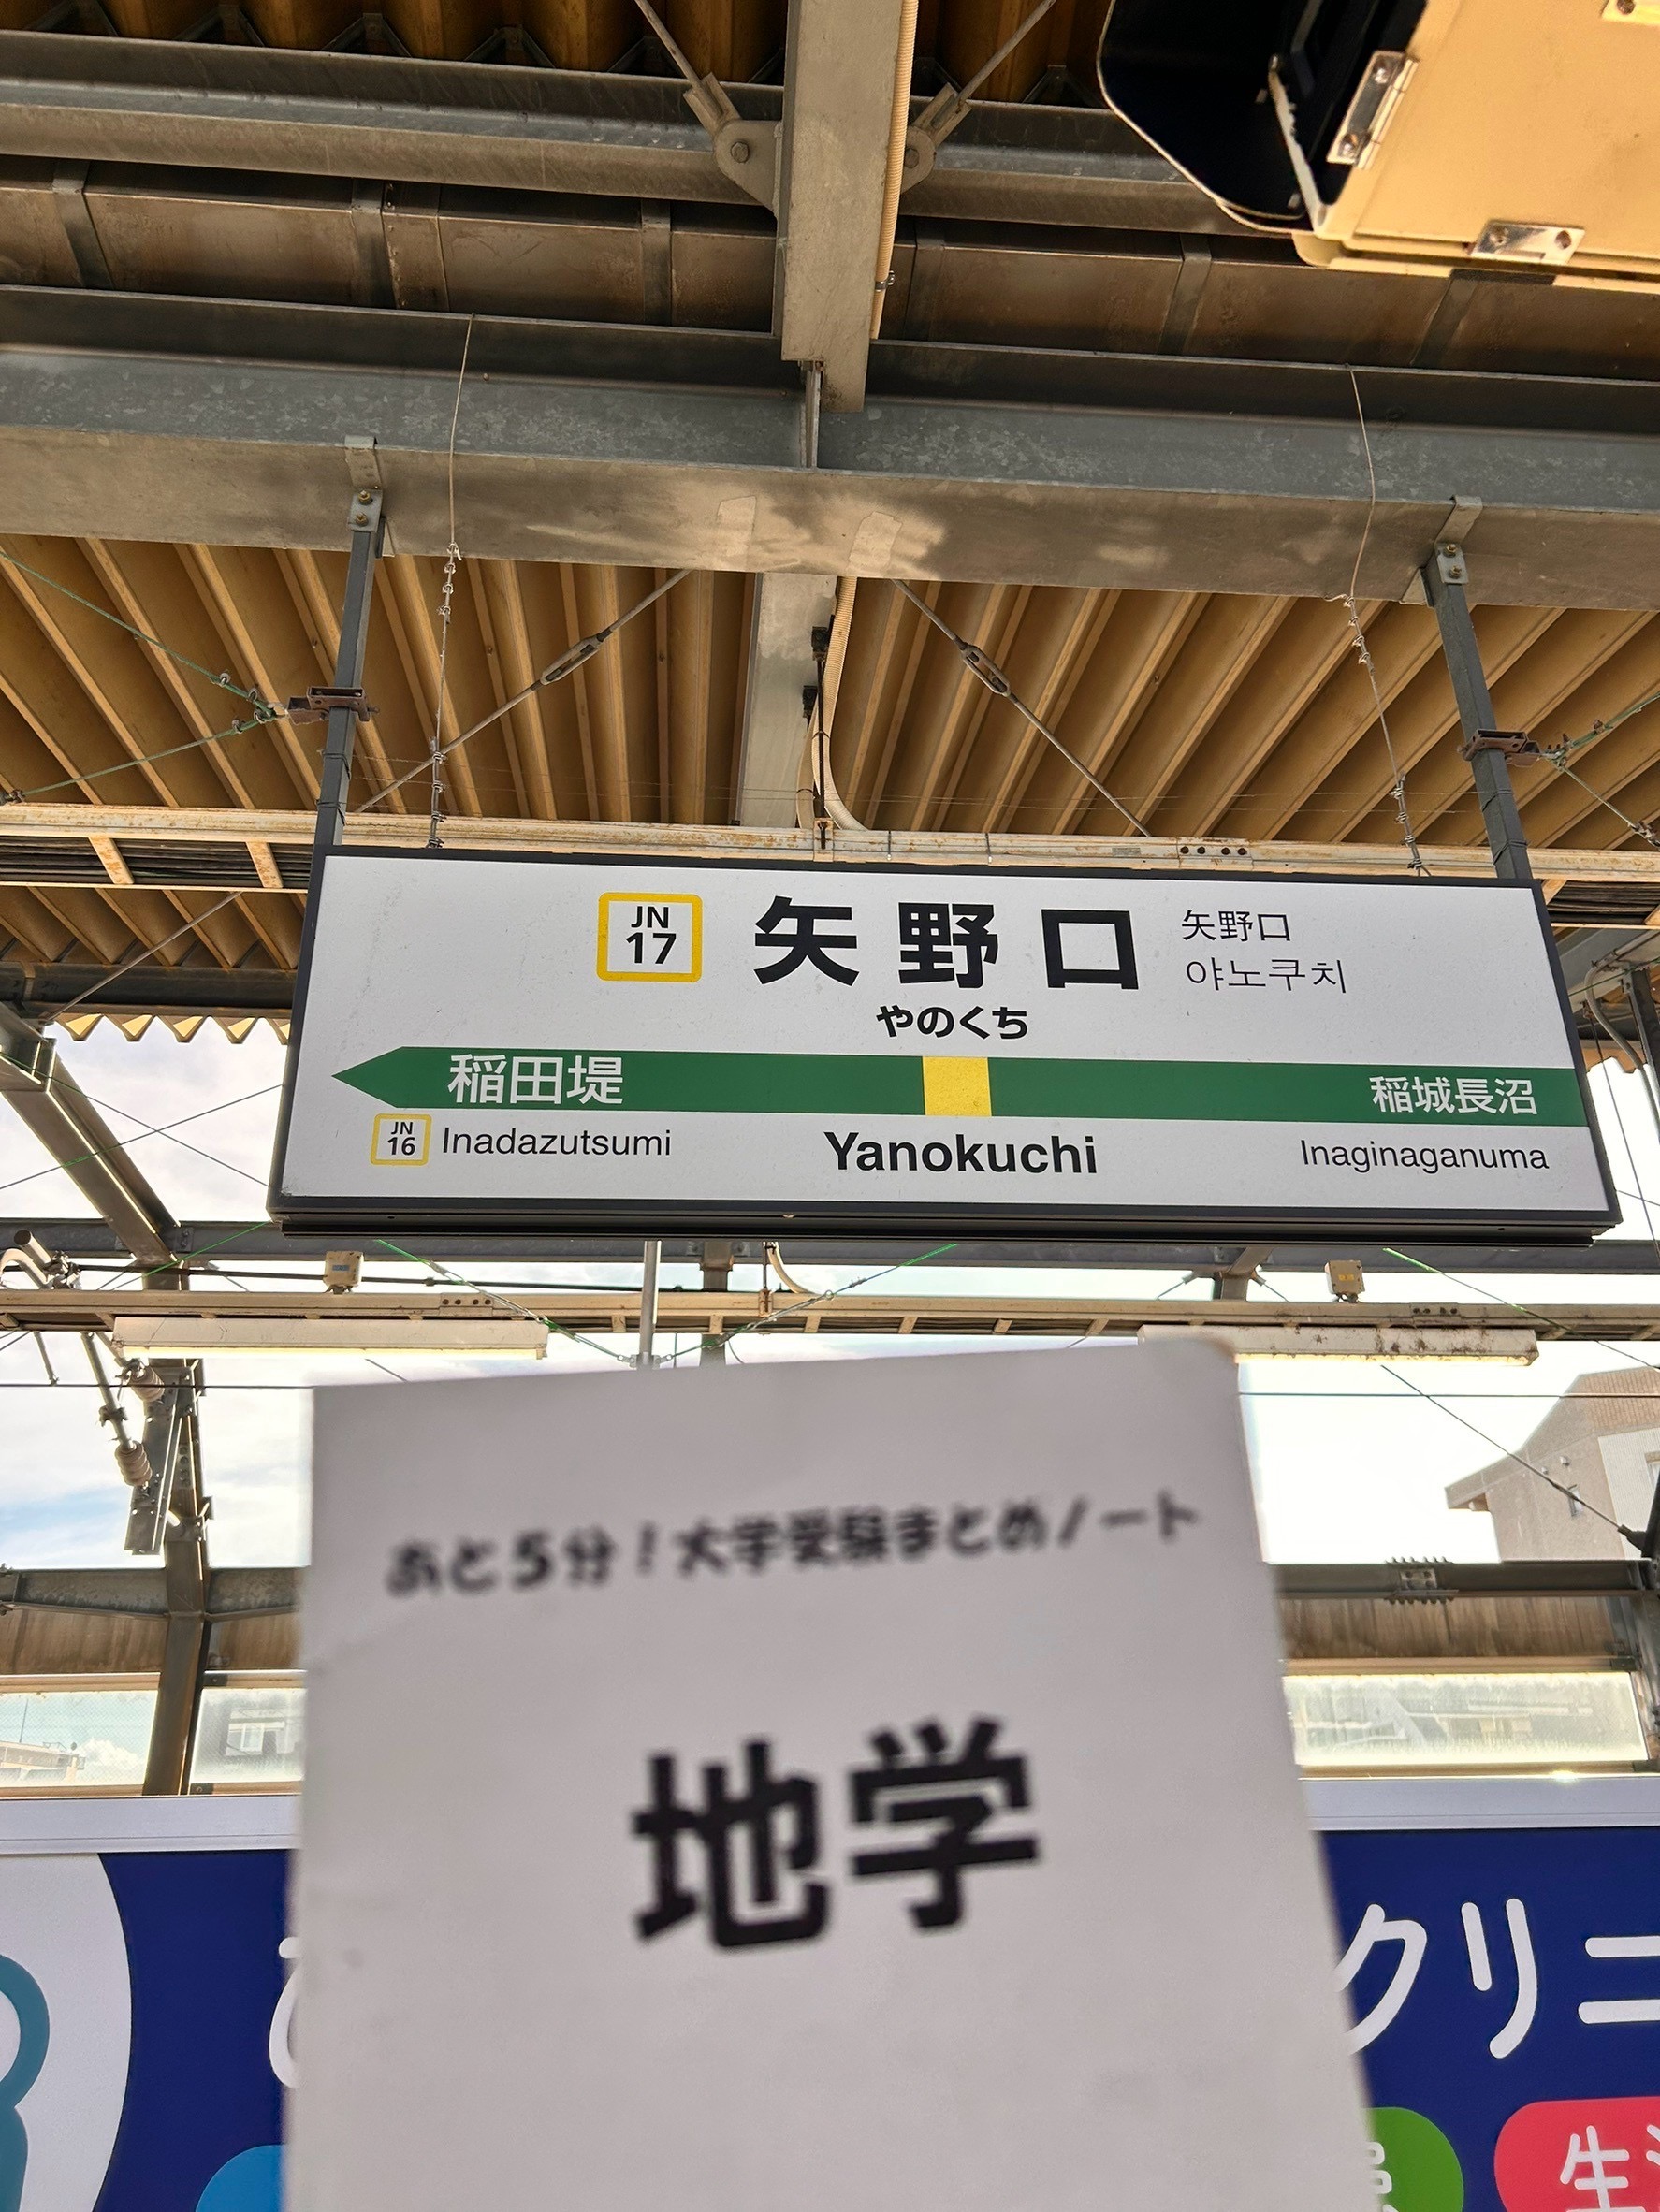 JN
17
矢野口
矢野口
야노쿠치
やのくち
稲田堤
稲城長沼
JN
16
Inadazutsumi
Yanokuchi
Inaginaganuma
あと5分！大学受験まとめノート
地学
クリニ
生